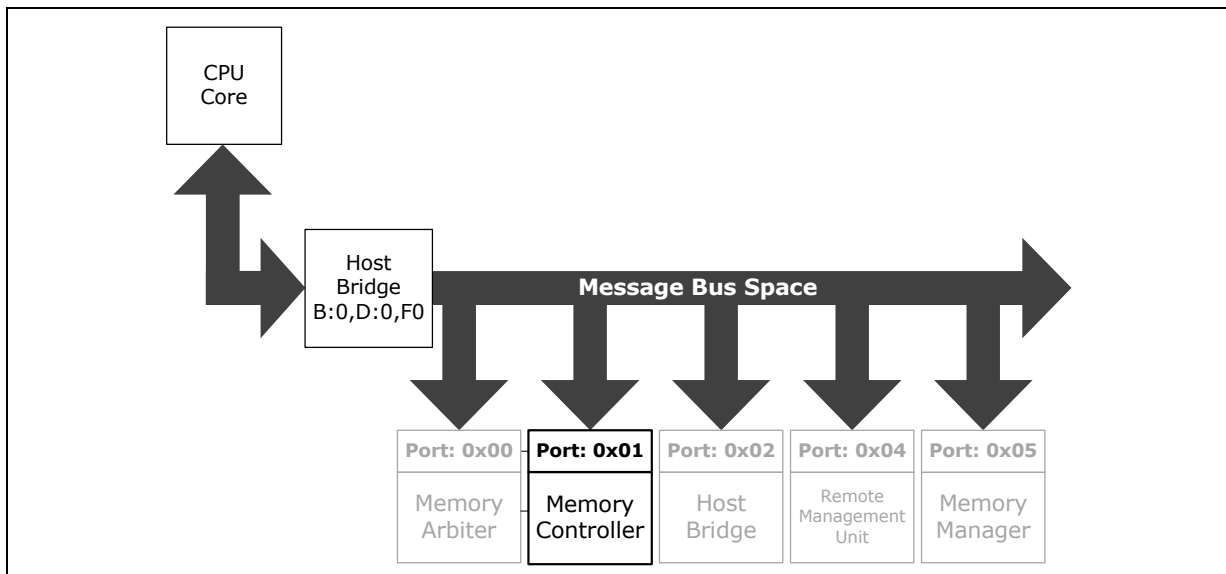 CPU
Core
Host
Bridge
B:0,D:0,F0
Message Bus Space
Port: 0x00
Port: 0x01
Port: 0x02
Port: 0x04
Port: 0x05
Memory
Arbiter
Memory
Controller
Host
Bridge
Remote
Management
Unit
Memory
Manager